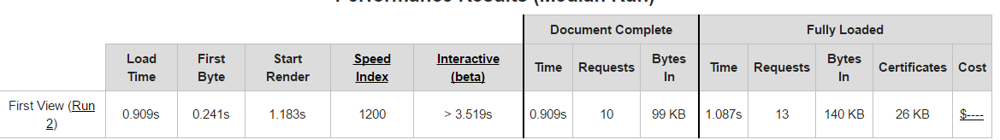 Performance Results (Median Run)
Document Complete Fully Loaded
Load Time First Byte Start Render Speed Index Interactive (beta) Time Requests Bytes In Time Requests Bytes In Certificates Cost
First View (Run 2) 0.909s 0.241s 1.183s 1200 > 3.519s 0.909s 10 99 KB 1.087s 13 140 KB 26 KB $----